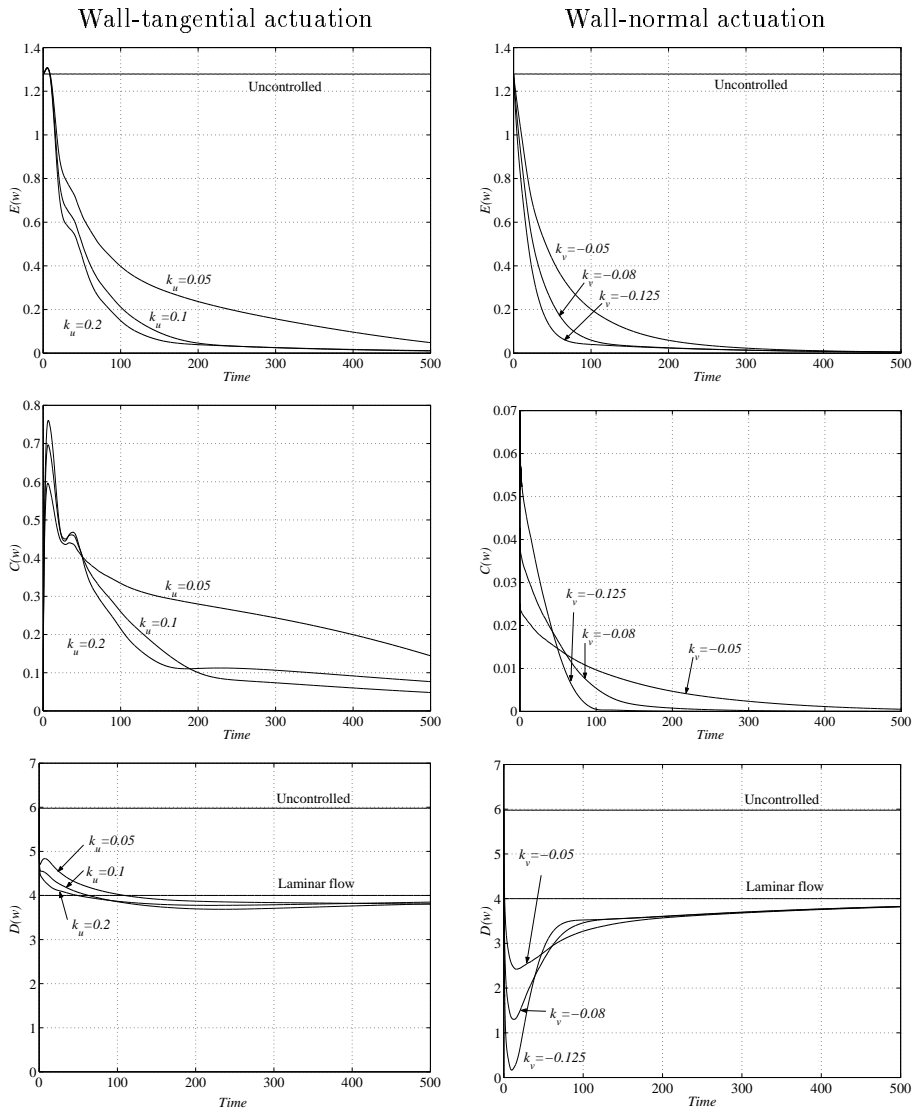 Wall-tangential actuation
Wall-normal actuation
1.4
1.2
1
0.8
0.6
0.4
0.2
0
E(w)
Uncontrolled
k_u=0.05
k_u=0.1
k_u=0.2
0 100 200 300 400 500
Time
1.4
1.2
1
0.8
0.6
0.4
0.2
0
E(w)
Uncontrolled
k_v=−0.05
k_v=−0.08
k_v=−0.125
0 100 200 300 400 500
Time
0.8
0.7
0.6
0.5
0.4
0.3
0.2
0.1
0
C(w)
k_u=0.05
k_u=0.1
k_u=0.2
0 100 200 300 400 500
Time
0.07
0.06
0.05
0.04
0.03
0.02
0.01
0
C(w)
k_v=−0.125
k_v=−0.08
k_v=−0.05
0 100 200 300 400 500
Time
7
6
5
4
3
2
1
0
D(w)
Uncontrolled
k_u=0.05
k_u=0.1
Laminar flow
k_u=0.2
0 100 200 300 400 500
Time
7
6
5
4
3
2
1
0
D(w)
Uncontrolled
k_v=−0.05
Laminar flow
k_v=−0.08
k_v=−0.125
0 100 200 300 400 500
Time